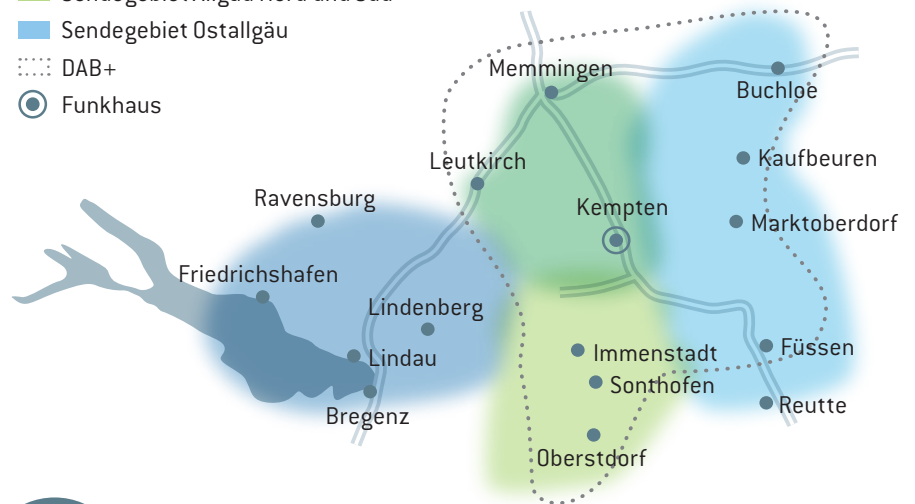 Sendegebiet Ostallgäu
DAB+
Funkhaus
Memmingen
Buchloe
Leutkirch
Kaufbeuren
Ravensburg
Kempten
Marktoberdorf
Friedrichshafen
Lindenberg
Lindau
Immenstadt
Füssen
Sonthofen
Bregenz
Reutte
Oberstdorf